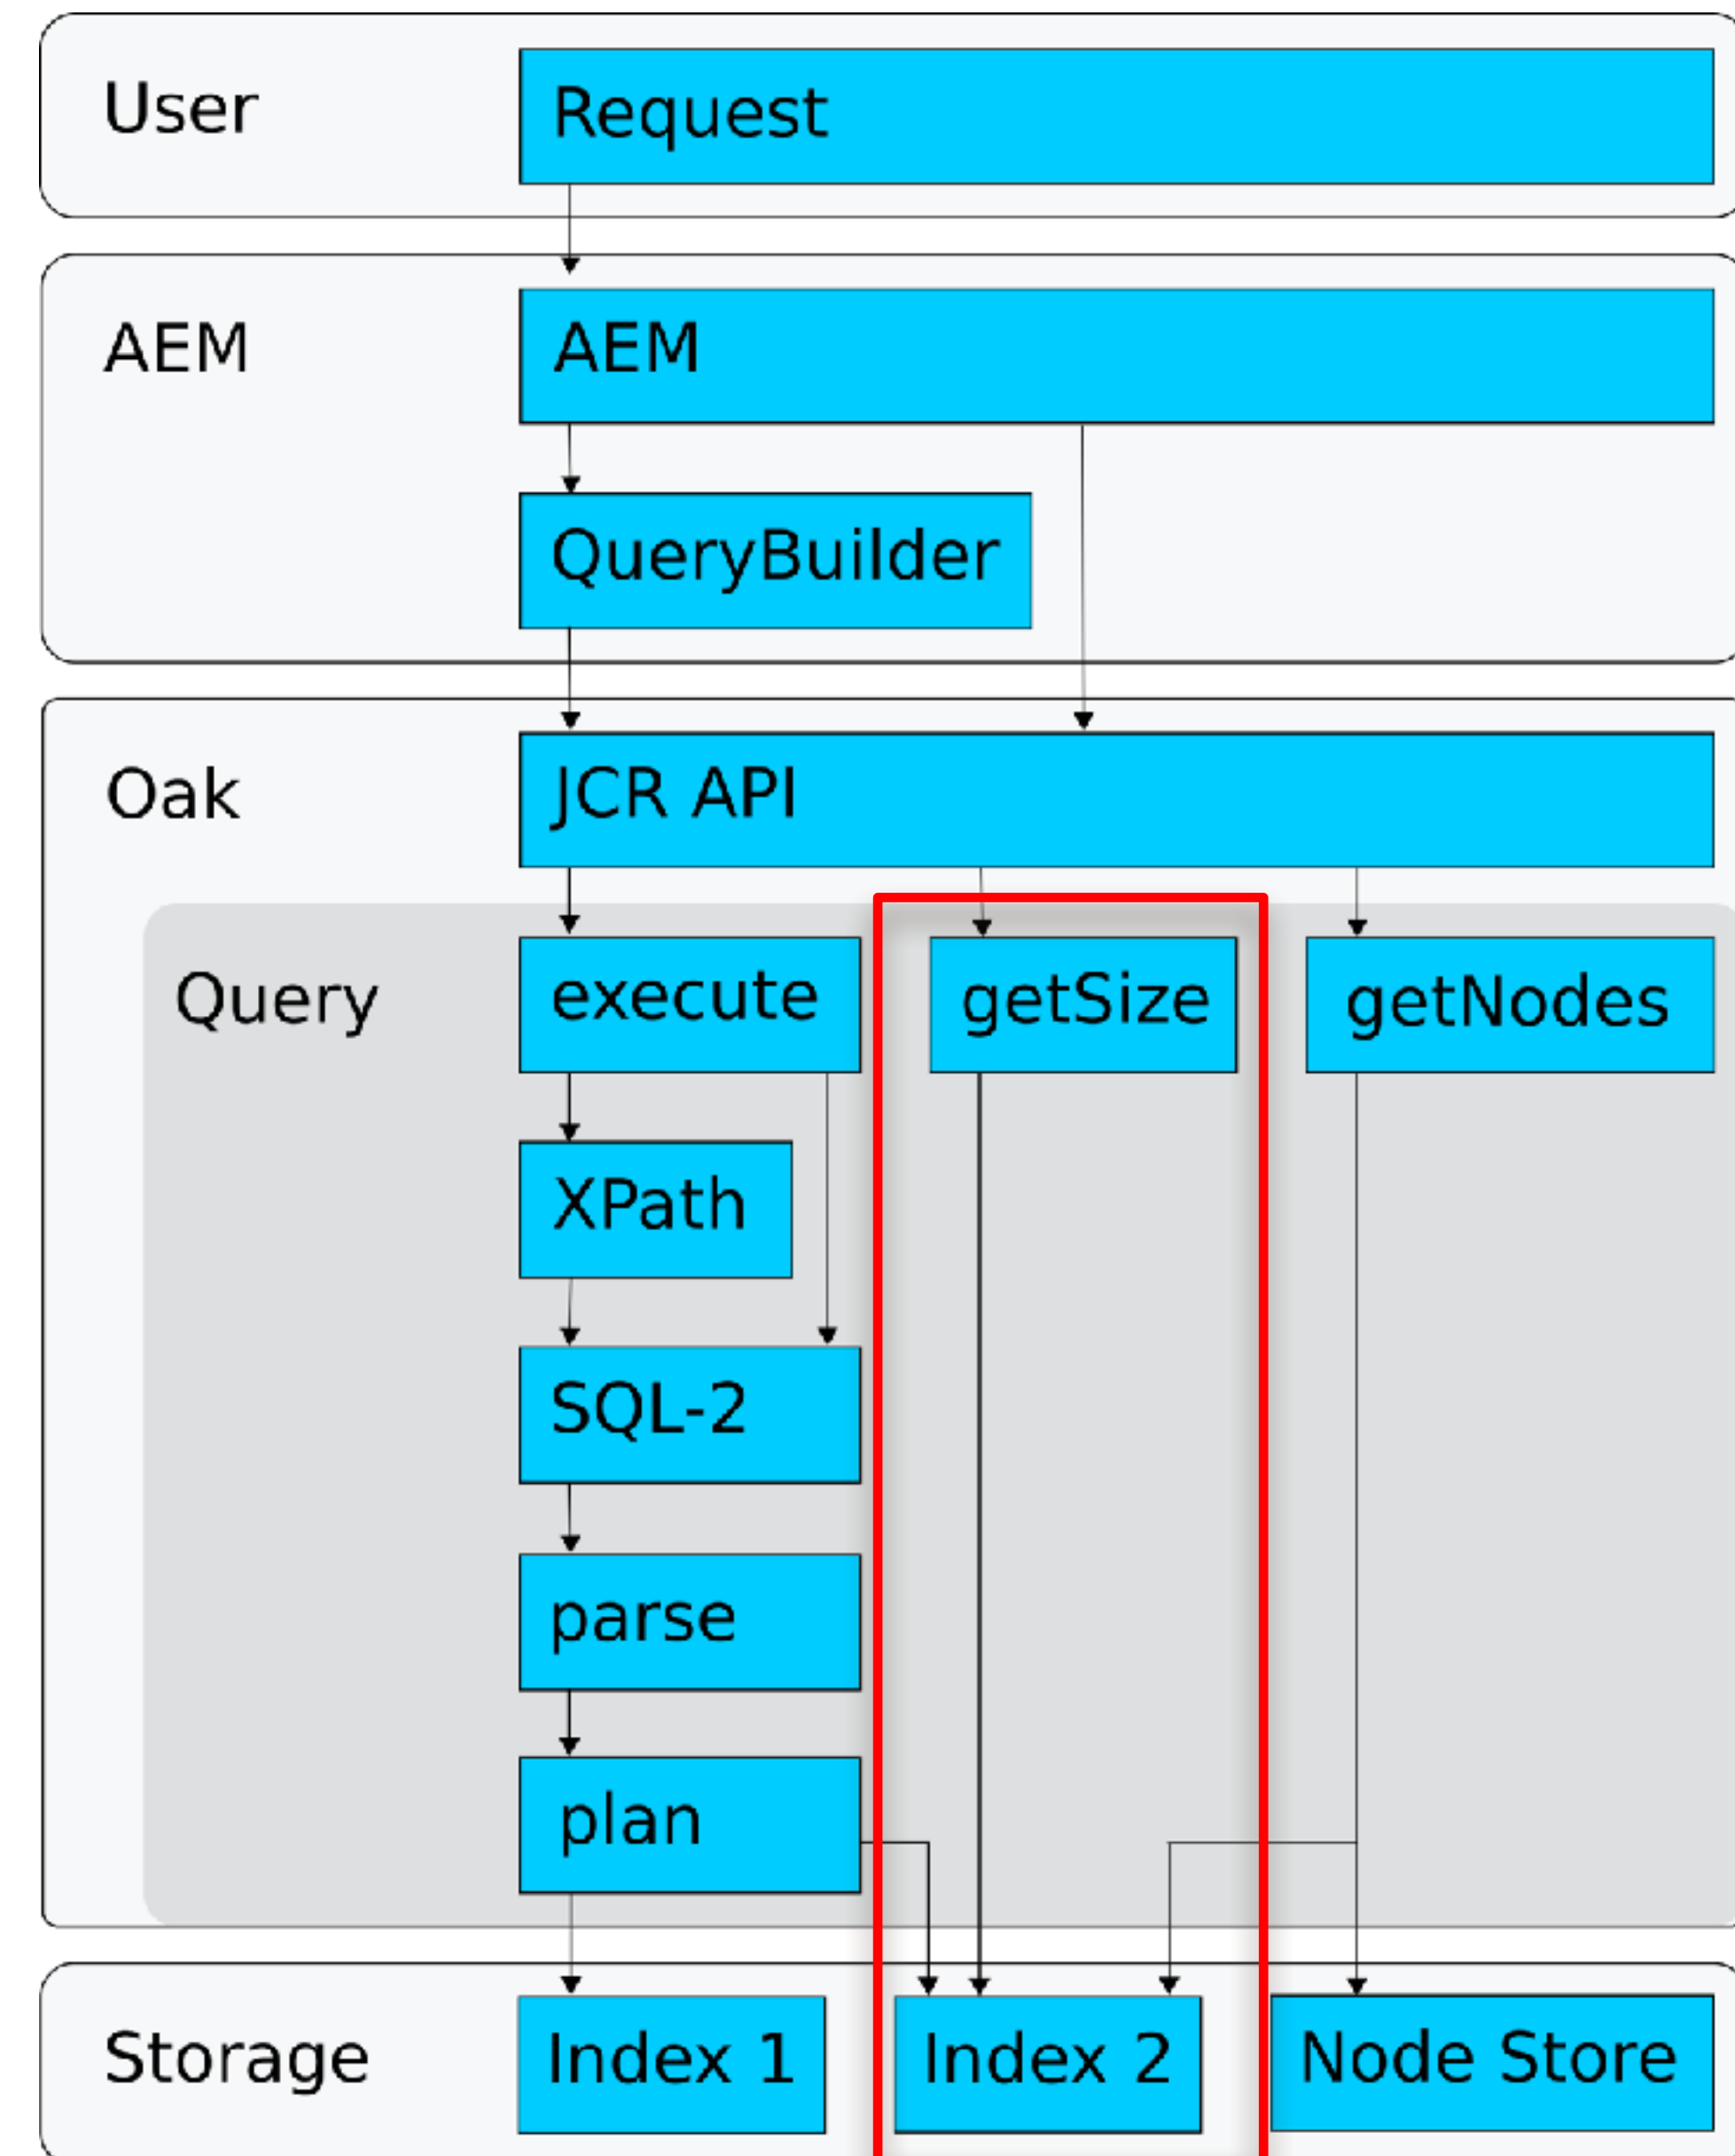 User
Request
AEM
AEM
QueryBuilder
Oak
JCR API
Query
execute
getSize
getNodes
XPath
SQL-2
parse
plan
Storage
Index 1
Index 2
Node Store